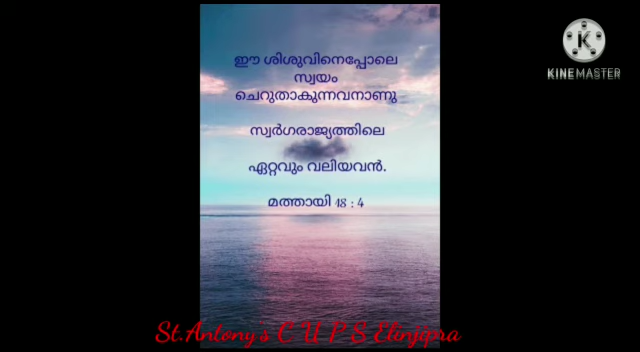 ഈ ശിശുവിനെപ്പോലെ
സ്വയം
ചെറുതാകുന്നവനാണു
സ്വർഗരാജ്യത്തിലെ
ഏറ്റവും വലിയവൻ.
മത്തായി 18 : 4
K
KINEMASTER
St.Antony's C U P S Elinjipra